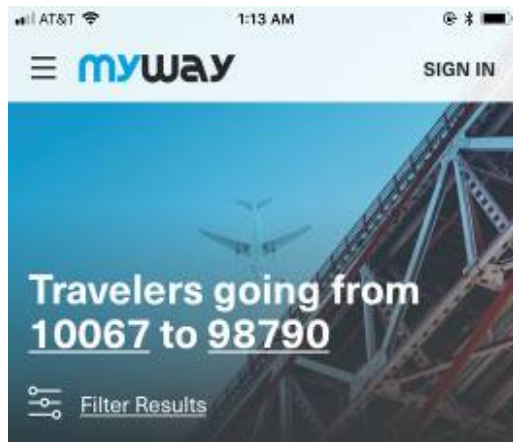 AT&T 1:13 AM
myway SIGN IN
Travelers going from
10067 to 98790
Filter Results